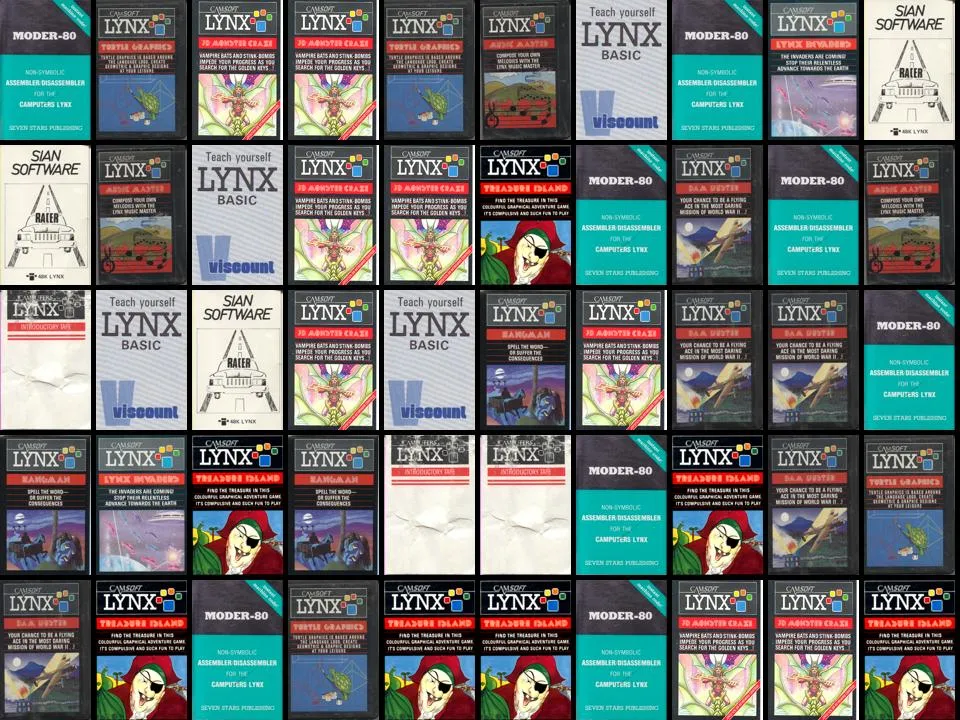 instant
machine code!
MODER-80
NON-SYMBOLIC
ASSEMBLER/DISASSEMBLER
FOR THE
CAMPUTERS LYNX
SEVEN STARS PUBLISHING
CAMSOFT
LYNX
TURTLE GRAPHICS
TURTLE GRAPHICS IS BASED AROUND
THE LANGUAGE LOGO, CREATE
GEOMETRIC & GRAPHIC DESIGNS
AT YOUR LEISURE
CAMSOFT
LYNX
3D MONSTER CRAZE
VAMPIRE BATS AND STINK-BOMBS
IMPEDE YOUR PROGRESS AS YOU
SEARCH FOR THE GOLDEN KEYS...!
CAMSOFT
LYNX
3D MONSTER CRAZE
VAMPIRE BATS AND STINK-BOMBS
IMPEDE YOUR PROGRESS AS YOU
SEARCH FOR THE GOLDEN KEYS...!
CAMSOFT
LYNX
TURTLE GRAPHICS
TURTLE GRAPHICS IS BASED AROUND
THE LANGUAGE LOGO, CREATE
GEOMETRIC & GRAPHIC DESIGNS
AT YOUR LEISURE
CAMSOFT
LYNX
MUSIC MASTER
COMPOSE YOUR OWN
MELODIES WITH THE
LYNX MUSIC MASTER
Teach yourself
LYNX
BASIC
viscount
instant
machine code!
MODER-80
NON-SYMBOLIC
ASSEMBLER/DISASSEMBLER
FOR THE
CAMPUTERS LYNX
SEVEN STARS PUBLISHING
CAMSOFT
LYNX
LYNX INVADERS
THE INVADERS ARE COMING!
STOP THEIR RELENTLESS
ADVANCE TOWARDS THE EARTH
SIAN
SOFTWARE
RACER
48K LYNX
SIAN
SOFTWARE
RACER
48K LYNX
CAMSOFT
LYNX
MUSIC MASTER
COMPOSE YOUR OWN
MELODIES WITH THE
LYNX MUSIC MASTER
Teach yourself
LYNX
BASIC
viscount
CAMSOFT
LYNX
3D MONSTER CRAZE
VAMPIRE BATS AND STINK-BOMBS
IMPEDE YOUR PROGRESS AS YOU
SEARCH FOR THE GOLDEN KEYS...!
CAMSOFT
LYNX
3D MONSTER CRAZE
VAMPIRE BATS AND STINK-BOMBS
IMPEDE YOUR PROGRESS AS YOU
SEARCH FOR THE GOLDEN KEYS...!
CAMSOFT
LYNX
TREASURE ISLAND
FIND THE TREASURE IN THIS
COLOURFUL GRAPHICAL ADVENTURE GAME
IT'S COMPULSIVE AND SUCH FUN TO PLAY
instant
machine code!
MODER-80
NON-SYMBOLIC
ASSEMBLER/DISASSEMBLER
FOR THE
CAMPUTERS LYNX
SEVEN STARS PUBLISHING
CAMSOFT
LYNX
DAM BUSTER
YOUR CHANCE TO BE A FLYING
ACE IN THE MOST DARING
MISSION OF WORLD WAR II...!
instant
machine code!
MODER-80
NON-SYMBOLIC
ASSEMBLER/DISASSEMBLER
FOR THE
CAMPUTERS LYNX
SEVEN STARS PUBLISHING
CAMSOFT
LYNX
MUSIC MASTER
COMPOSE YOUR OWN
MELODIES WITH THE
LYNX MUSIC MASTER
CAMPUTERS
LYNX
INTRODUCTORY TAPE
Teach yourself
LYNX
BASIC
viscount
SIAN
SOFTWARE
RACER
48K LYNX
CAMSOFT
LYNX
3D MONSTER CRAZE
VAMPIRE BATS AND STINK-BOMBS
IMPEDE YOUR PROGRESS AS YOU
SEARCH FOR THE GOLDEN KEYS...!
Teach yourself
LYNX
BASIC
viscount
CAMSOFT
LYNX
HANGMAN
SPELL THE WORD—
OR SUFFER THE
CONSEQUENCES
CAMSOFT
LYNX
3D MONSTER CRAZE
VAMPIRE BATS AND STINK-BOMBS
IMPEDE YOUR PROGRESS AS YOU
SEARCH FOR THE GOLDEN KEYS...!
CAMSOFT
LYNX
DAM BUSTER
YOUR CHANCE TO BE A FLYING
ACE IN THE MOST DARING
MISSION OF WORLD WAR II...!
CAMSOFT
LYNX
DAM BUSTER
YOUR CHANCE TO BE A FLYING
ACE IN THE MOST DARING
MISSION OF WORLD WAR II...!
instant
machine code!
MODER-80
NON-SYMBOLIC
ASSEMBLER/DISASSEMBLER
FOR THE
CAMPUTERS LYNX
SEVEN STARS PUBLISHING
CAMSOFT
LYNX
HANGMAN
SPELL THE WORD—
OR SUFFER THE
CONSEQUENCES
CAMSOFT
LYNX
LYNX INVADERS
THE INVADERS ARE COMING!
STOP THEIR RELENTLESS
ADVANCE TOWARDS THE EARTH
CAMSOFT
LYNX
TREASURE ISLAND
FIND THE TREASURE IN THIS
COLOURFUL GRAPHICAL ADVENTURE GAME
IT'S COMPULSIVE AND SUCH FUN TO PLAY
CAMSOFT
LYNX
HANGMAN
SPELL THE WORD—
OR SUFFER THE
CONSEQUENCES
CAMPUTERS
LYNX
INTRODUCTORY TAPE
CAMPUTERS
LYNX
INTRODUCTORY TAPE
instant
machine code!
MODER-80
NON-SYMBOLIC
ASSEMBLER/DISASSEMBLER
FOR THE
CAMPUTERS LYNX
SEVEN STARS PUBLISHING
CAMSOFT
LYNX
TREASURE ISLAND
FIND THE TREASURE IN THIS
COLOURFUL GRAPHICAL ADVENTURE GAME
IT'S COMPULSIVE AND SUCH FUN TO PLAY
CAMSOFT
LYNX
DAM BUSTER
YOUR CHANCE TO BE A FLYING
ACE IN THE MOST DARING
MISSION OF WORLD WAR II...!
CAMSOFT
LYNX
TURTLE GRAPHICS
TURTLE GRAPHICS IS BASED AROUND
THE LANGUAGE LOGO, CREATE
GEOMETRIC & GRAPHIC DESIGNS
AT YOUR LEISURE
CAMSOFT
LYNX
DAM BUSTER
YOUR CHANCE TO BE A FLYING
ACE IN THE MOST DARING
MISSION OF WORLD WAR II...!
CAMSOFT
LYNX
TREASURE ISLAND
FIND THE TREASURE IN THIS
COLOURFUL GRAPHICAL ADVENTURE GAME
IT'S COMPULSIVE AND SUCH FUN TO PLAY
instant
machine code!
MODER-80
NON-SYMBOLIC
ASSEMBLER/DISASSEMBLER
FOR THE
CAMPUTERS LYNX
SEVEN STARS PUBLISHING
CAMSOFT
LYNX
TURTLE GRAPHICS
TURTLE GRAPHICS IS BASED AROUND
THE LANGUAGE LOGO, CREATE
GEOMETRIC & GRAPHIC DESIGNS
AT YOUR LEISURE
CAMSOFT
LYNX
TREASURE ISLAND
FIND THE TREASURE IN THIS
COLOURFUL GRAPHICAL ADVENTURE GAME
IT'S COMPULSIVE AND SUCH FUN TO PLAY
CAMSOFT
LYNX
TREASURE ISLAND
FIND THE TREASURE IN THIS
COLOURFUL GRAPHICAL ADVENTURE GAME
IT'S COMPULSIVE AND SUCH FUN TO PLAY
instant
machine code!
MODER-80
NON-SYMBOLIC
ASSEMBLER/DISASSEMBLER
FOR THE
CAMPUTERS LYNX
SEVEN STARS PUBLISHING
CAMSOFT
LYNX
3D MONSTER CRAZE
VAMPIRE BATS AND STINK-BOMBS
IMPEDE YOUR PROGRESS AS YOU
SEARCH FOR THE GOLDEN KEYS...!
CAMSOFT
LYNX
3D MONSTER CRAZE
VAMPIRE BATS AND STINK-BOMBS
IMPEDE YOUR PROGRESS AS YOU
SEARCH FOR THE GOLDEN KEYS...!
CAMSOFT
LYNX
TREASURE ISLAND
FIND THE TREASURE IN THIS
COLOURFUL GRAPHICAL ADVENTURE GAME
IT'S COMPULSIVE AND SUCH FUN TO PLAY